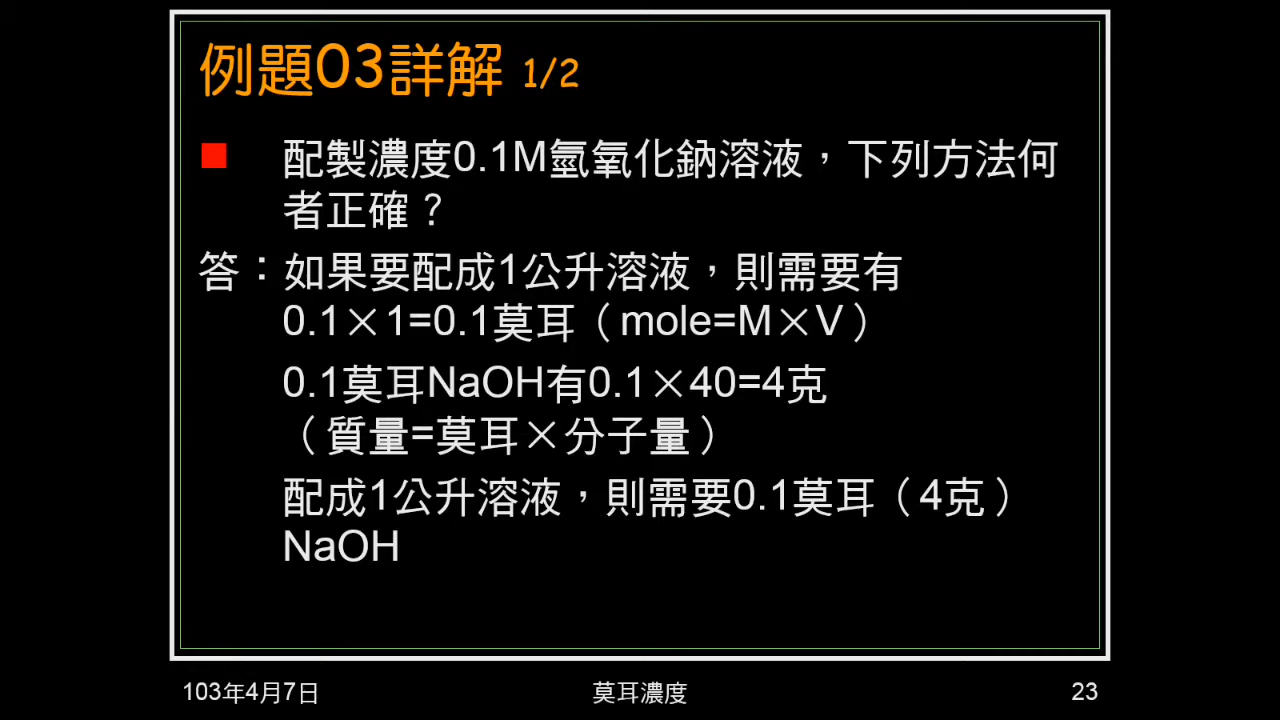 例題03詳解 1/2
配製濃度0.1M氫氧化鈉溶液，下列方法何
者正確？
答：如果要配成1公升溶液，則需要有
0.1×1=0.1莫耳（mole=M×V）
0.1莫耳NaOH有0.1×40=4克
（質量=莫耳×分子量）
配成1公升溶液，則需要0.1莫耳（4克）
NaOH
103年4月7日
莫耳濃度
23